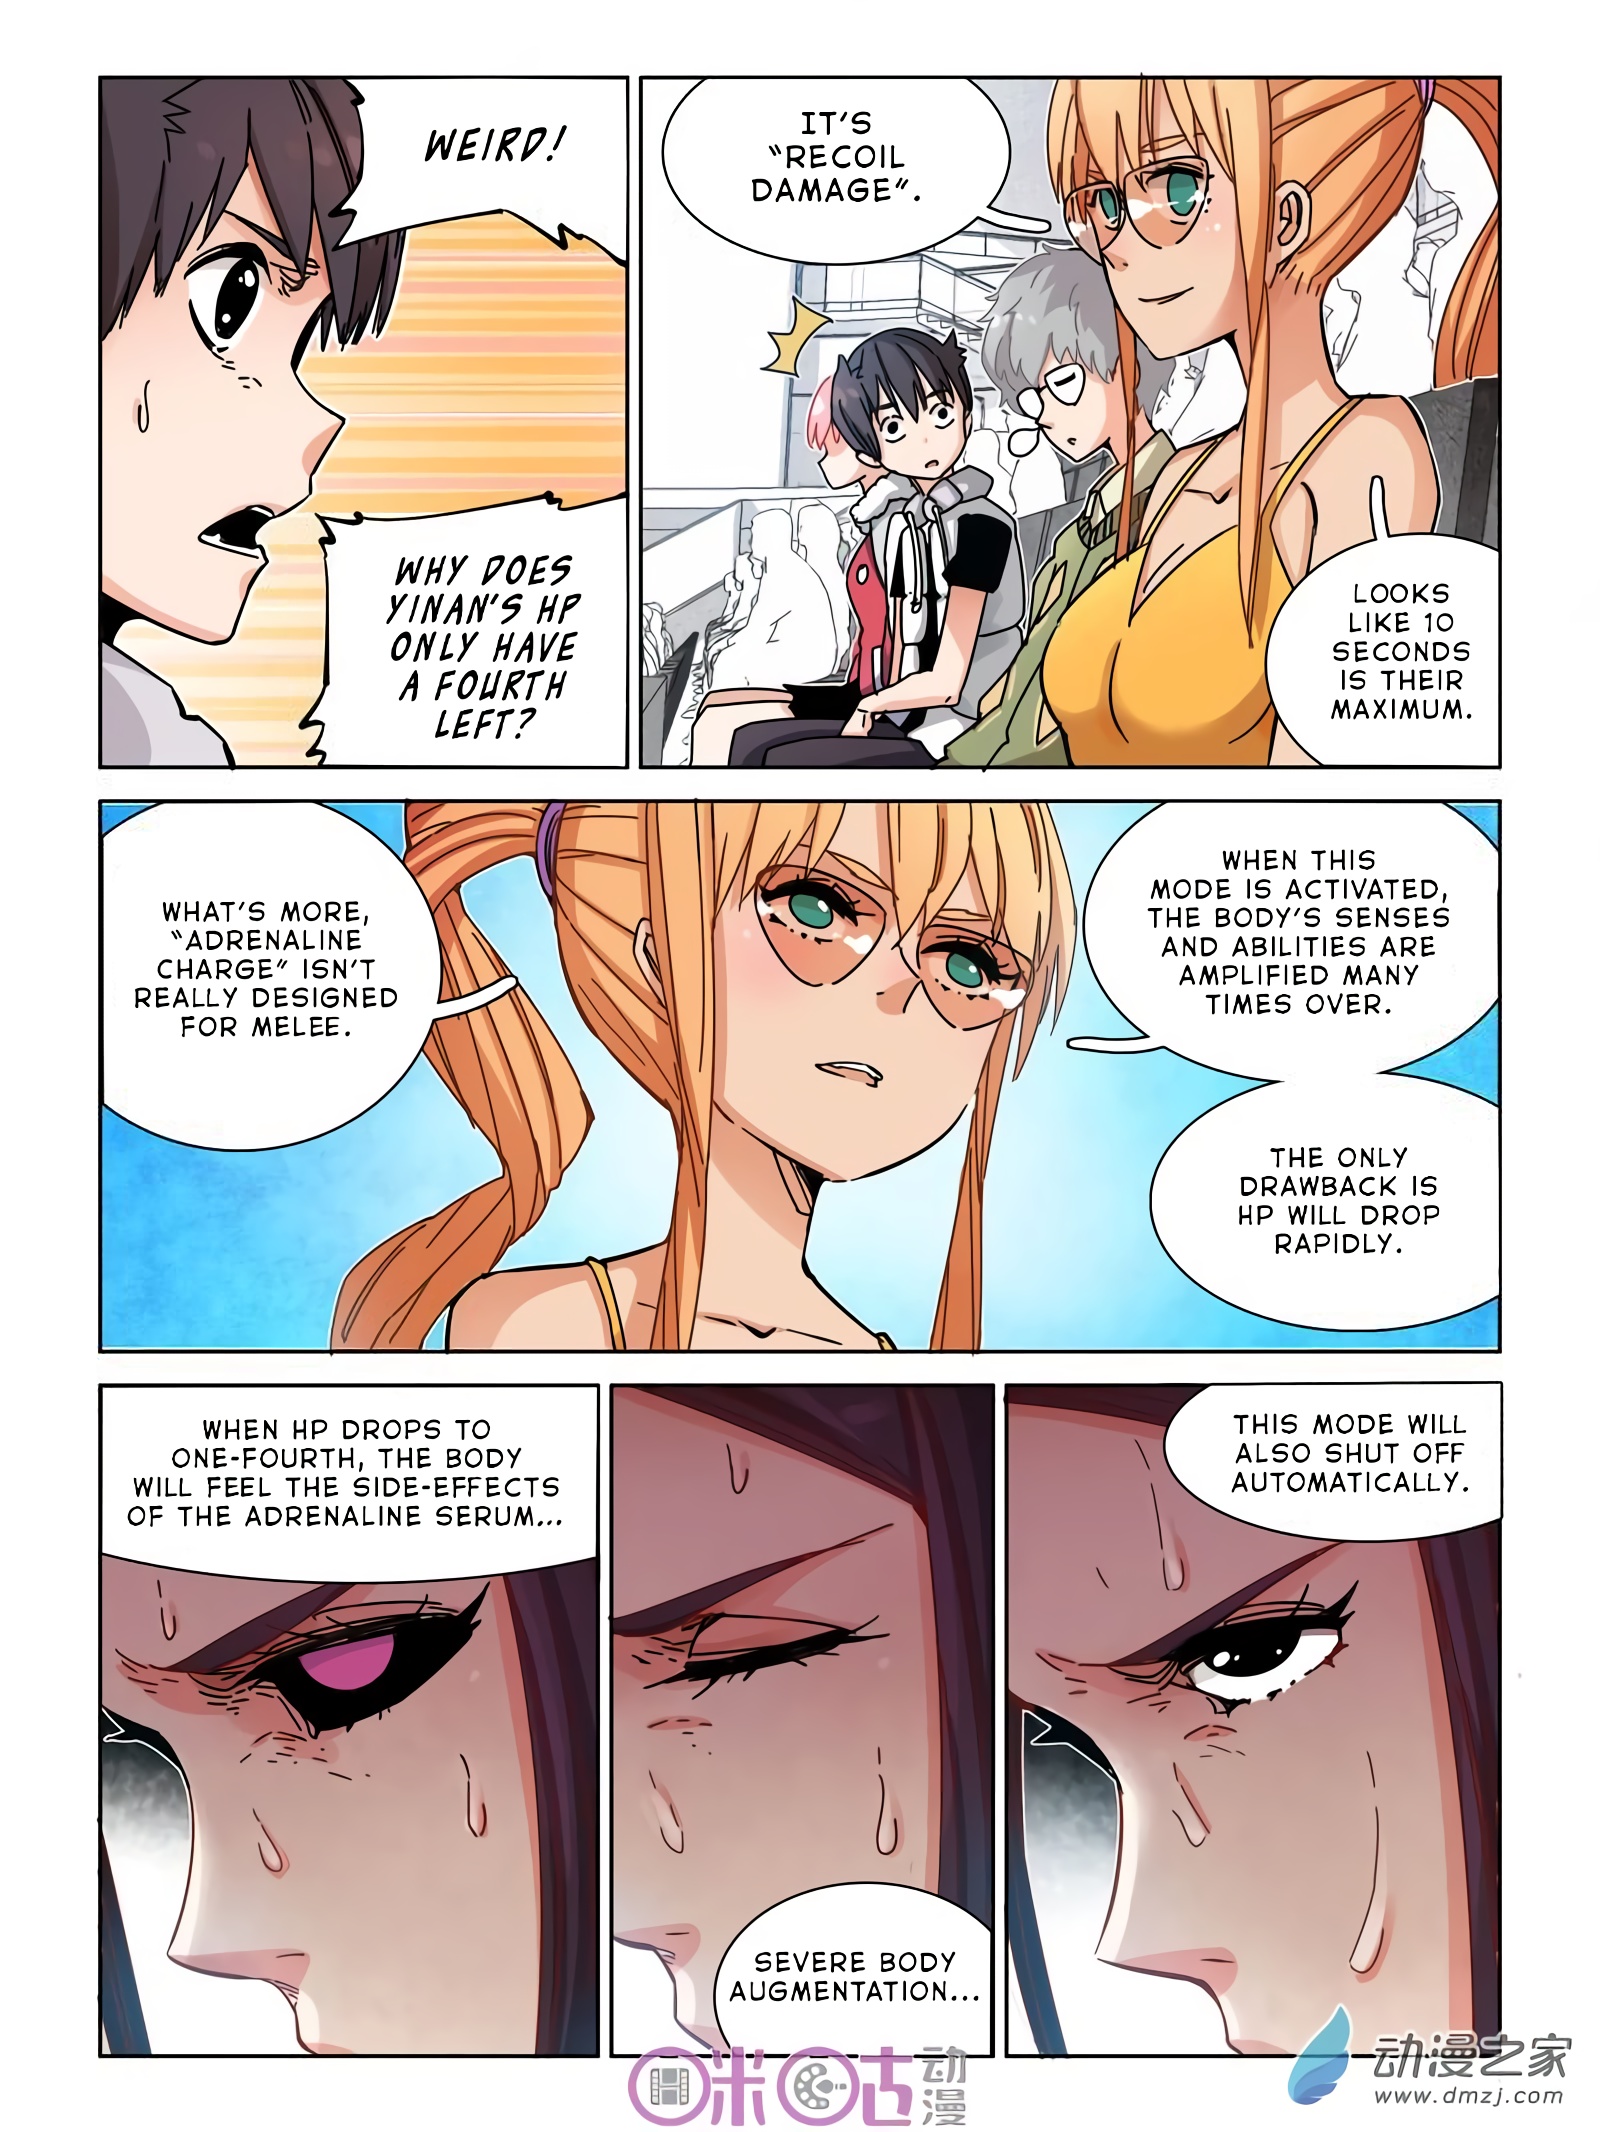 WEIRD!
WHY DOES
YINAN'S HP
ONLY HAVE
A FOURTH
LEFT?
IT'S
"RECOIL
DAMAGE".
LOOKS
LIKE 10
SECONDS
IS THEIR
MAXIMUM.
WHAT'S MORE,
"ADRENALINE
CHARGE" ISN'T
REALLY DESIGNED
FOR MELEE.
WHEN THIS
MODE IS ACTIVATED,
THE BODY'S SENSES
AND ABILITIES ARE
AMPLIFIED MANY
TIMES OVER.
THE ONLY
DRAWBACK IS
HP WILL DROP
RAPIDLY.
WHEN HP DROPS TO
ONE-FOURTH, THE BODY
WILL FEEL THE SIDE-EFFECTS
OF THE ADRENALINE SERUM...
SEVERE BODY
AUGMENTATION...
THIS MODE WILL
ALSO SHUT OFF
AUTOMATICALLY.
咪咕动漫
动漫之家
www.dmzj.com